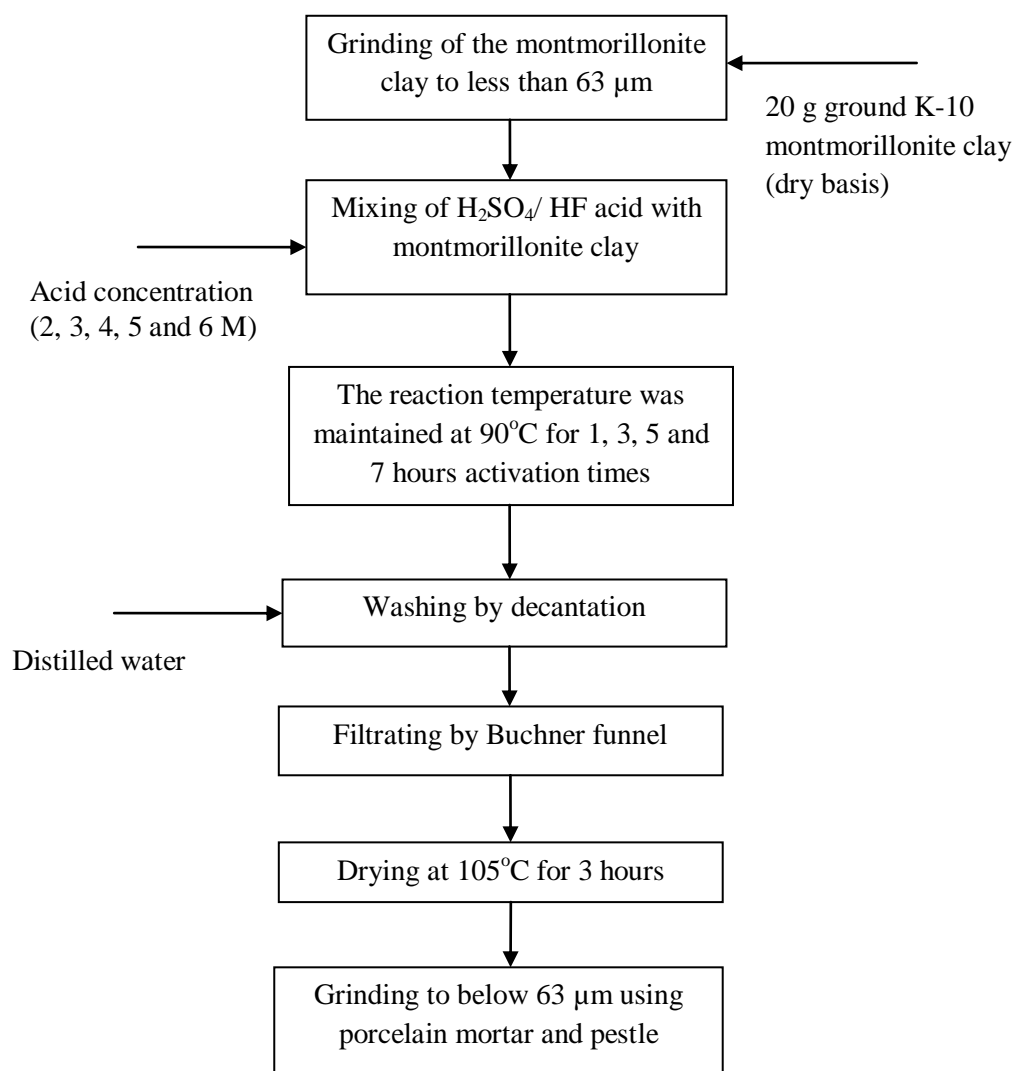 Grinding of the montmorillonite
clay to less than 63 µm
20 g ground K-10
montmorillonite clay
(dry basis)
Mixing of H₂SO₄/ HF acid with
montmorillonite clay
Acid concentration
(2, 3, 4, 5 and 6 M)
The reaction temperature was
maintained at 90°C for 1, 3, 5 and
7 hours activation times
Washing by decantation
Distilled water
Filtrating by Buchner funnel
Drying at 105°C for 3 hours
Grinding to below 63 µm using
porcelain mortar and pestle